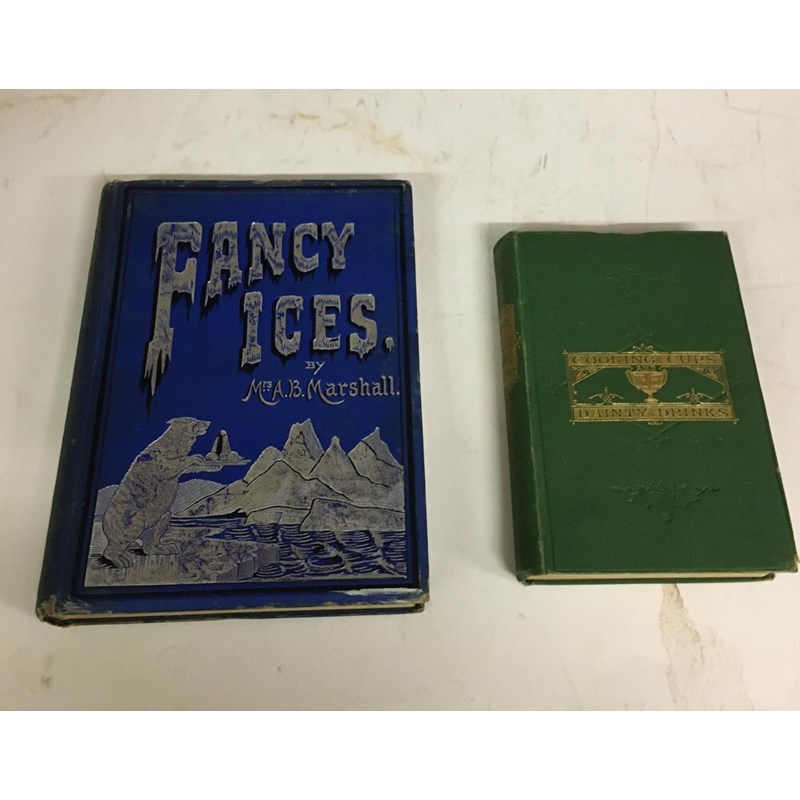 FANCY
ICES.
BY
Mrs A.B. Marshall.
COOLING CUPS
AND
DAINTY DRINKS